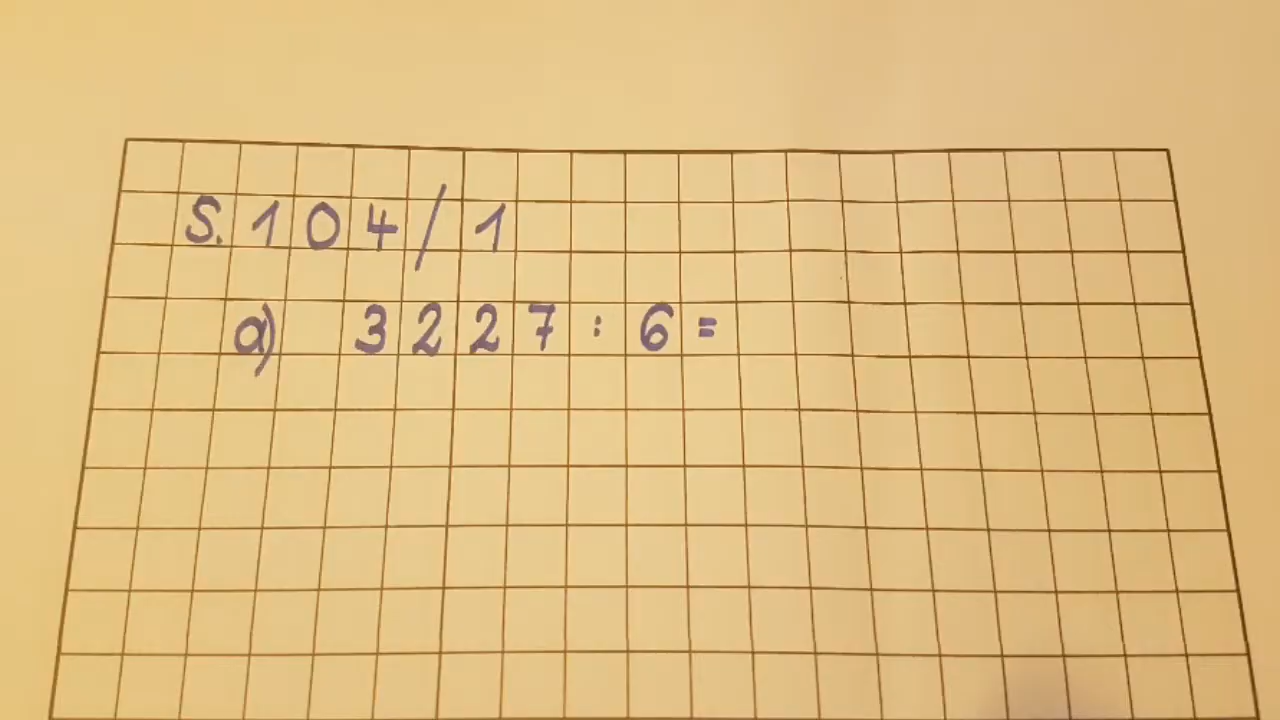 S. 104/1
a) 3227 : 6 =